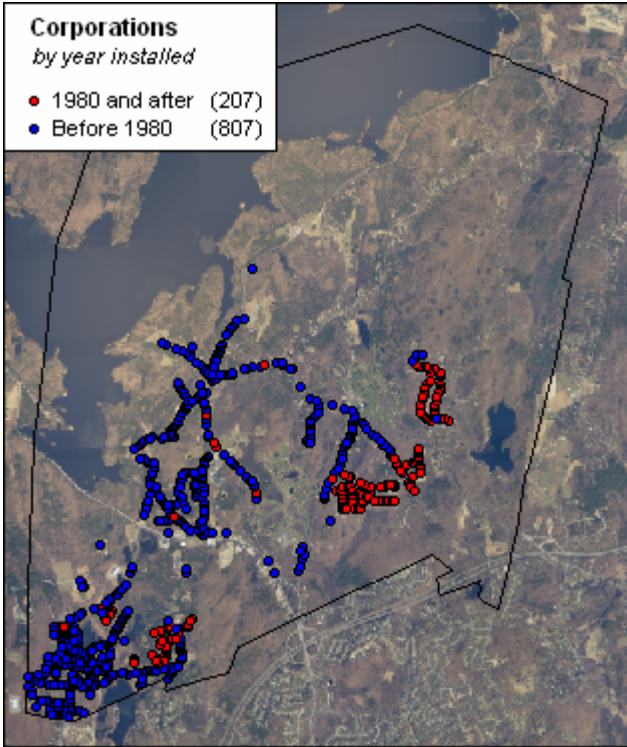 Corporations
by year installed
1980 and after (207)
Before 1980 (807)